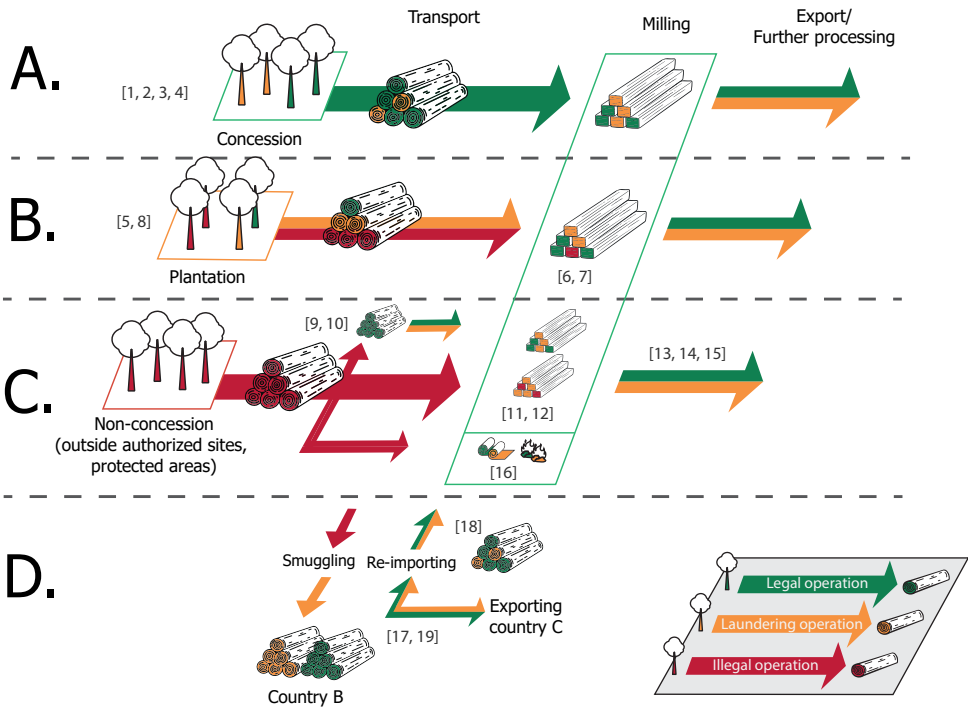 Transport
Milling
Export/
Further processing
A.
[1, 2, 3, 4]
Concession
B.
[5, 8]
Plantation
[6, 7]
C.
[9, 10]
[13, 14, 15]
Non-concession
(outside authorized sites,
protected areas)
[11, 12]
[16]
D.
Smuggling
Re-importing
[18]
Exporting
country C
[17, 19]
Country B
Legal operation
Laundering operation
Illegal operation